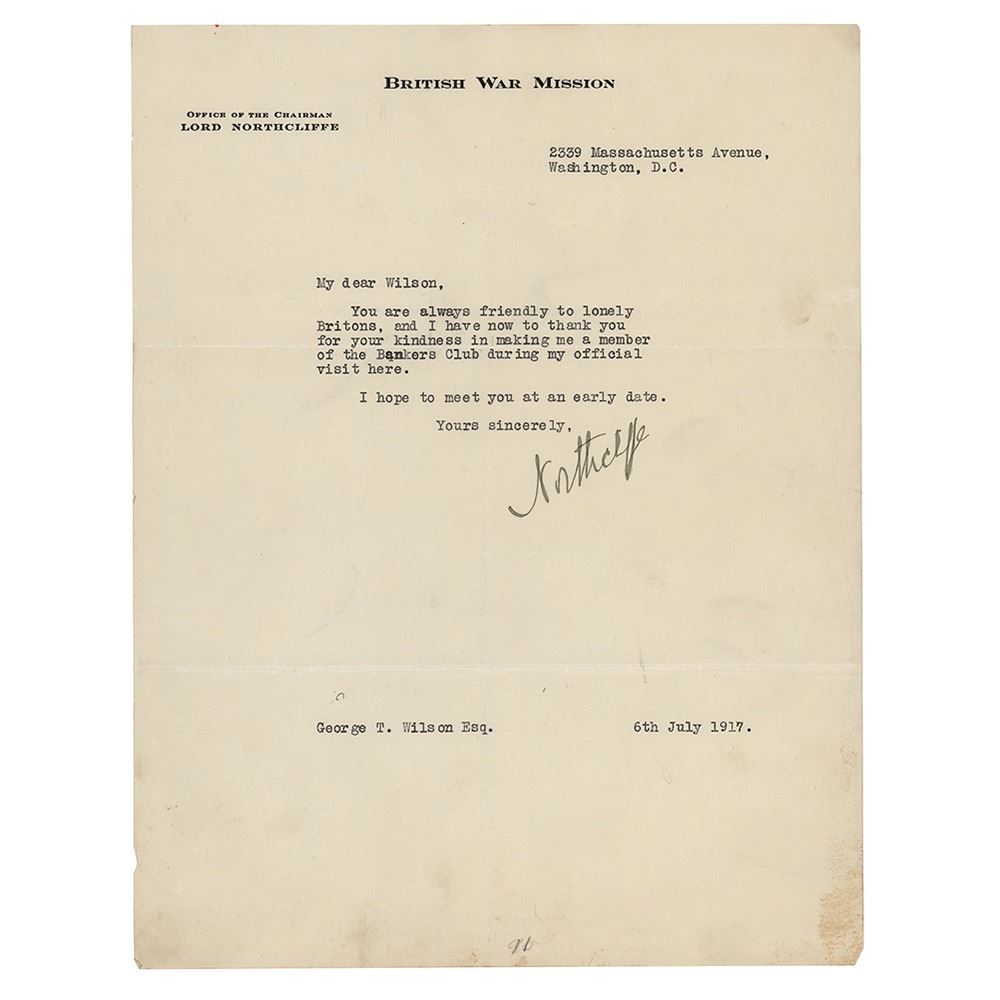 BRITISH WAR MISSION
OFFICE OF THE CHAIRMAN
LORD NORTHCLIFFE
2339 Massachusetts Avenue,
Washington, D.C.
My dear Wilson,
You are always friendly to lonely
Britons, and I have now to thank you
for your kindness in making me a member
of the Bankers Club during my official
visit here.
I hope to meet you at an early date.
Yours sincerely,
Northcliffe
George T. Wilson Esq.
6th July 1917.